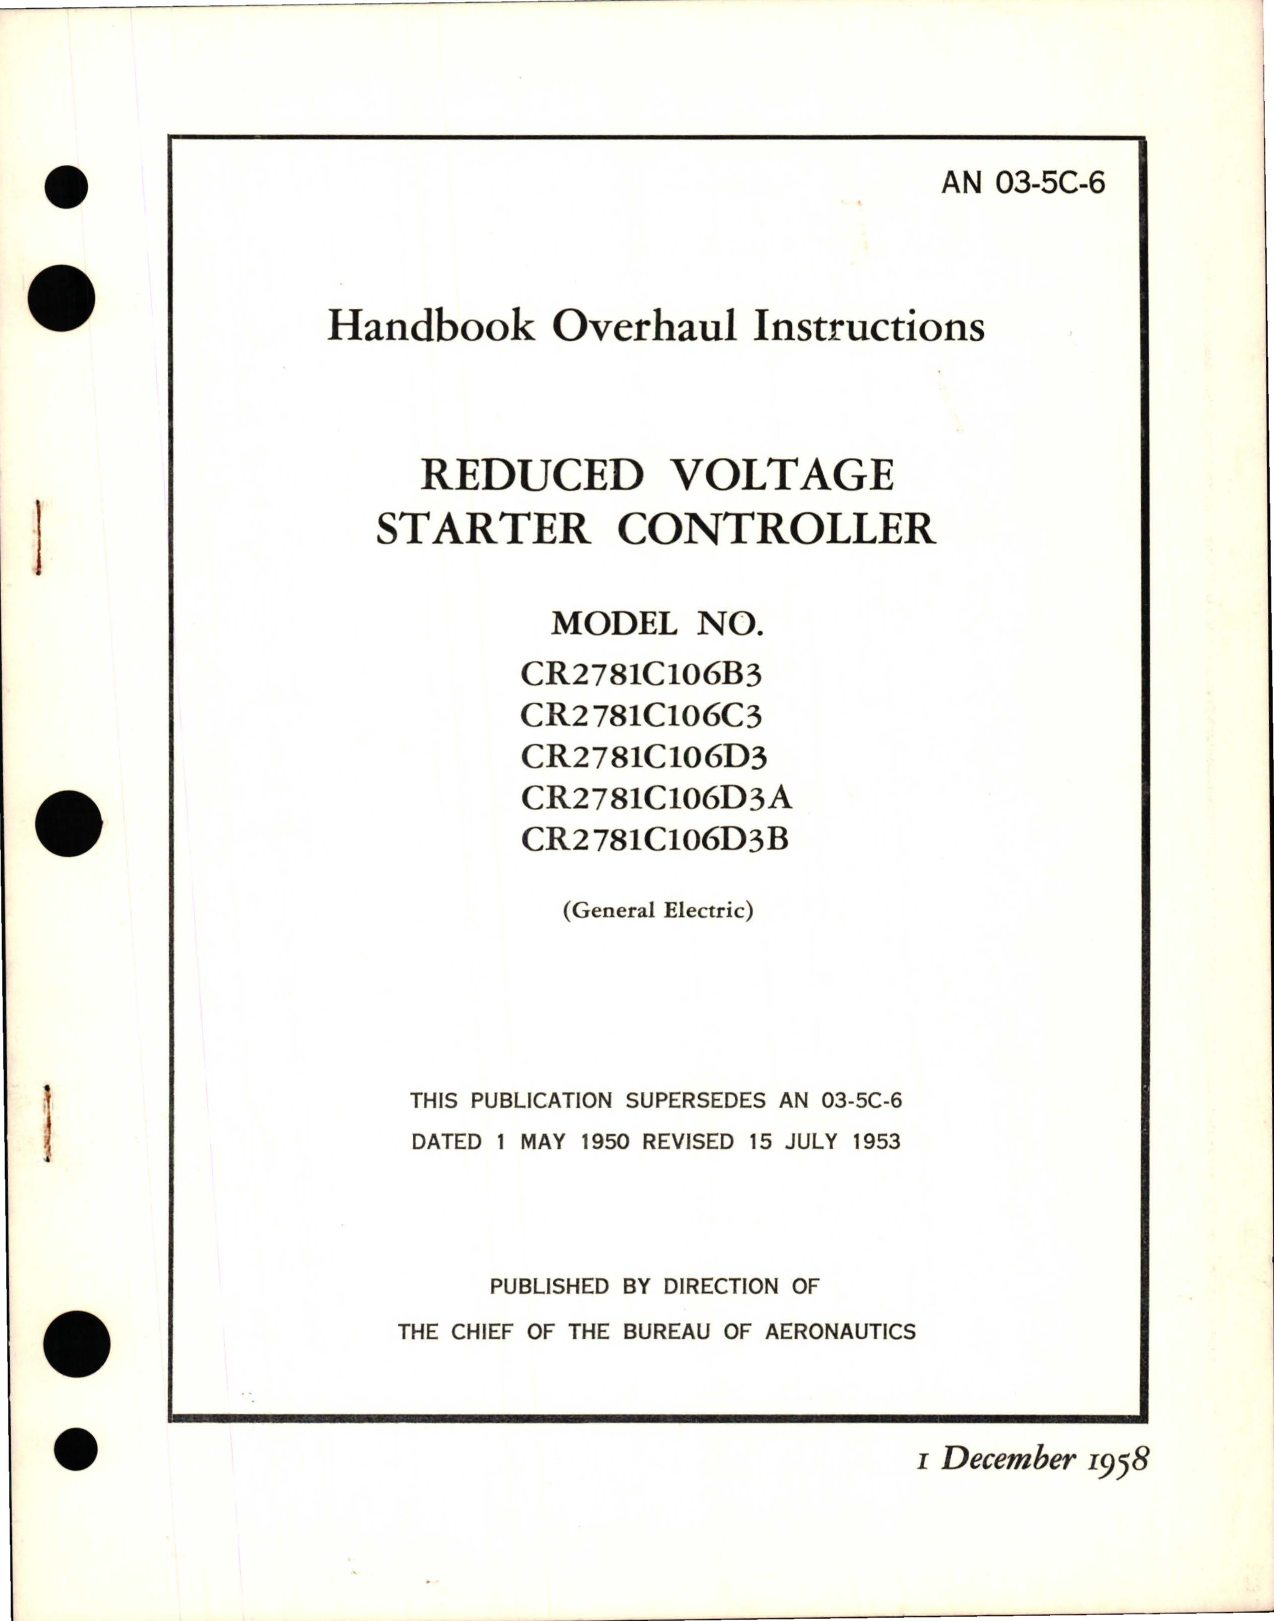 AN 03-5C-6
Handbook Overhaul Instructions
REDUCED VOLTAGE
STARTER CONTROLLER
MODEL NO.
CR2781C106B3
CR2781C106C3
CR2781C106D3
CR2781C106D3A
CR2781C106D3B
(General Electric)
THIS PUBLICATION SUPERSEDES AN 03-5C-6
DATED 1 MAY 1950 REVISED 15 JULY 1953
PUBLISHED BY DIRECTION OF
THE CHIEF OF THE BUREAU OF AERONAUTICS
1 December 1958